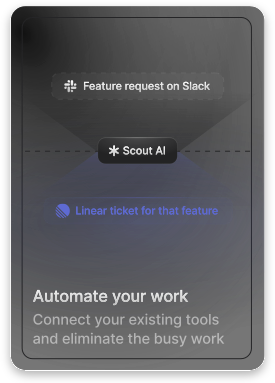 Feature request on Slack
Scout AI
Linear ticket for that feature
Automate your work
Connect your existing tools
and eliminate the busy work